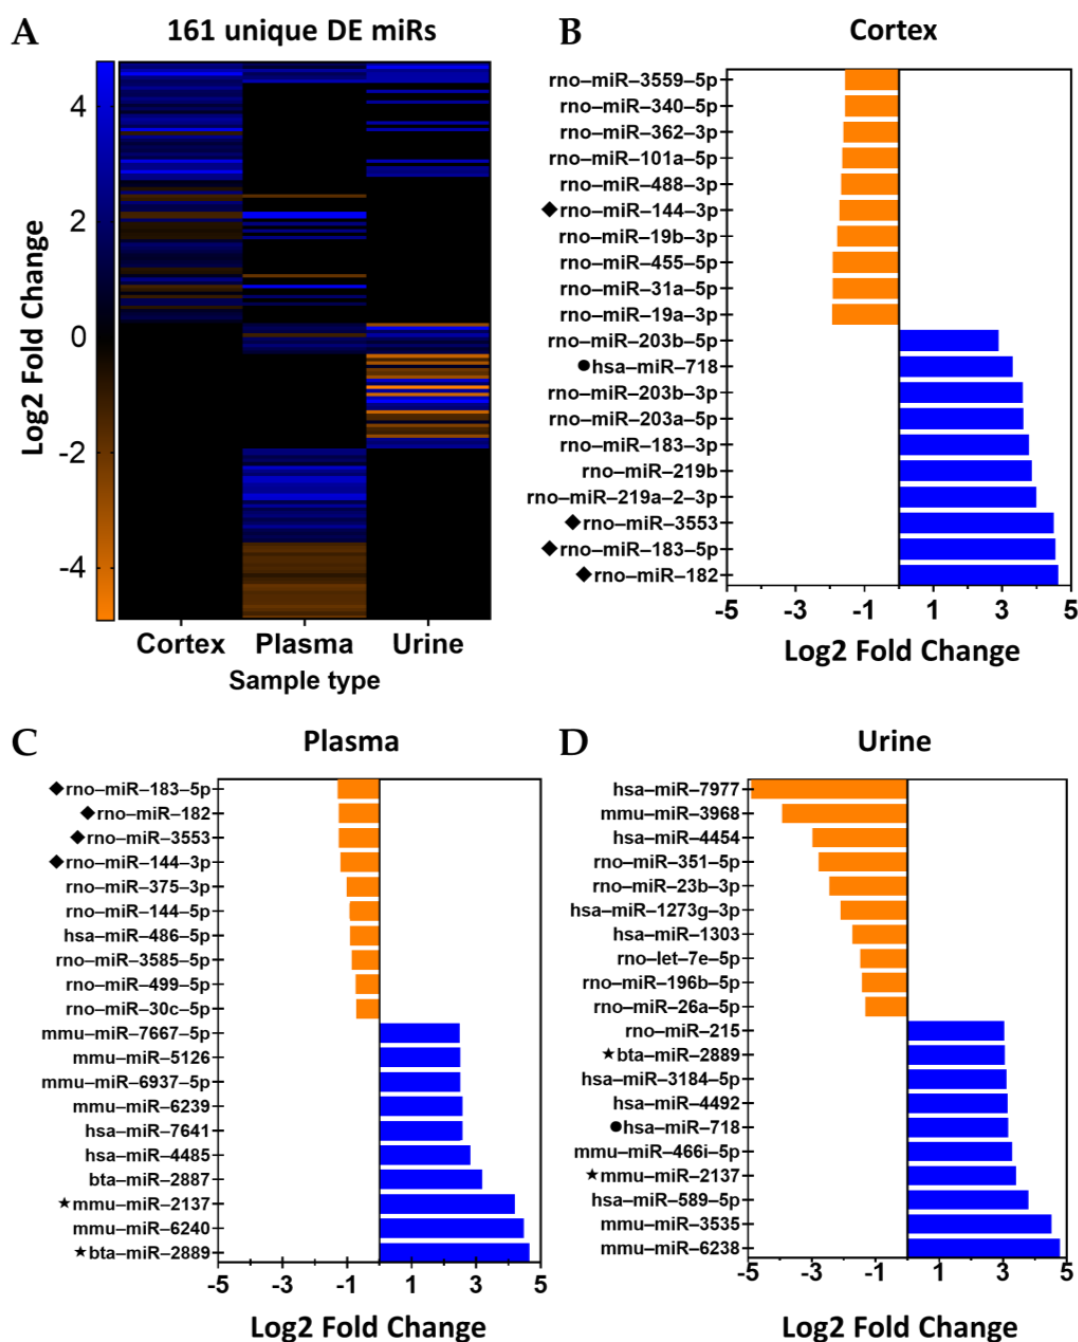 A
161 unique DE miRs
Log2 Fold Change
4
2
0
-2
-4
Cortex Plasma Urine
Sample type
B
Cortex
rno–miR–3559–5p
rno–miR–340–5p
rno–miR–362–3p
rno–miR–101a–5p
rno–miR–488–3p
◆rno–miR–144–3p
rno–miR–19b–3p
rno–miR–455–5p
rno–miR–31a–5p
rno–miR–19a–3p
rno–miR–203b–5p
●hsa–miR–718
rno–miR–203b–3p
rno–miR–203a–5p
rno–miR–183–3p
rno–miR–219b
rno–miR–219a–2–3p
◆rno–miR–3553
◆rno–miR–183–5p
◆rno–miR–182
-5 -3 -1 1 3 5
Log2 Fold Change
C
Plasma
◆rno–miR–183–5p
◆rno–miR–182
◆rno–miR–3553
◆rno–miR–144–3p
rno–miR–375–3p
rno–miR–144–5p
hsa–miR–486–5p
rno–miR–3585–5p
rno–miR–499–5p
rno–miR–30c–5p
mmu–miR–7667–5p
mmu–miR–5126
mmu–miR–6937–5p
mmu–miR–6239
hsa–miR–7641
hsa–miR–4485
bta–miR–2887
★mmu–miR–2137
mmu–miR–6240
★bta–miR–2889
-5 -3 -1 1 3 5
Log2 Fold Change
D
Urine
hsa–miR–7977
mmu–miR–3968
hsa–miR–4454
rno–miR–351–5p
rno–miR–23b–3p
hsa–miR–1273g–3p
hsa–miR–1303
rno–let–7e–5p
rno–miR–196b–5p
rno–miR–26a–5p
rno–miR–215
★bta–miR–2889
hsa–miR–3184–5p
hsa–miR–4492
●hsa–miR–718
mmu–miR–466i–5p
★mmu–miR–2137
hsa–miR–589–5p
mmu–miR–3535
mmu–miR–6238
-5 -3 -1 1 3 5
Log2 Fold Change